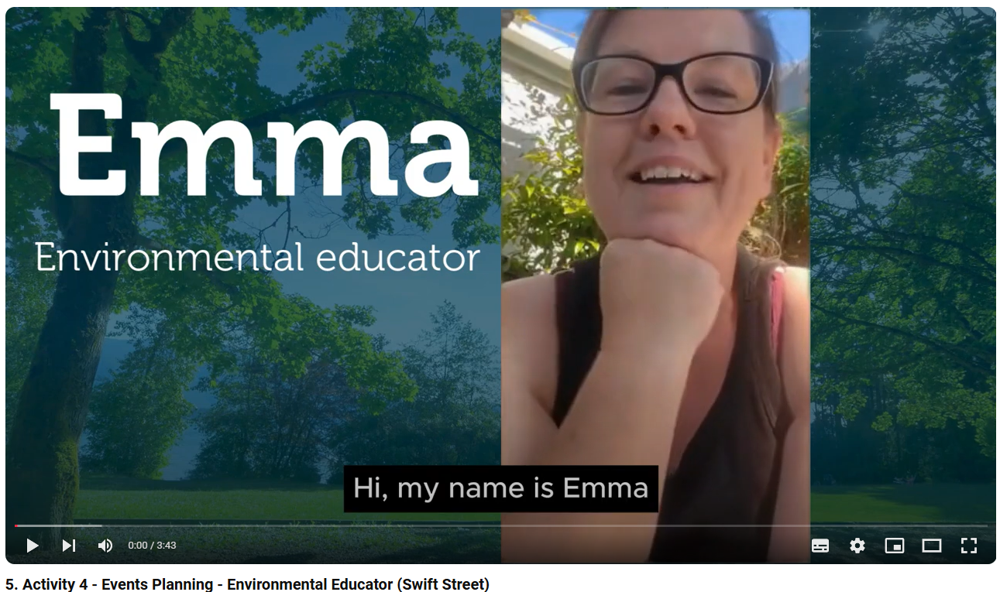 Emma
Environmental educator
Hi, my name is Emma
0:00 / 3:43
5. Activity 4 - Events Planning - Environmental Educator (Swift Street)